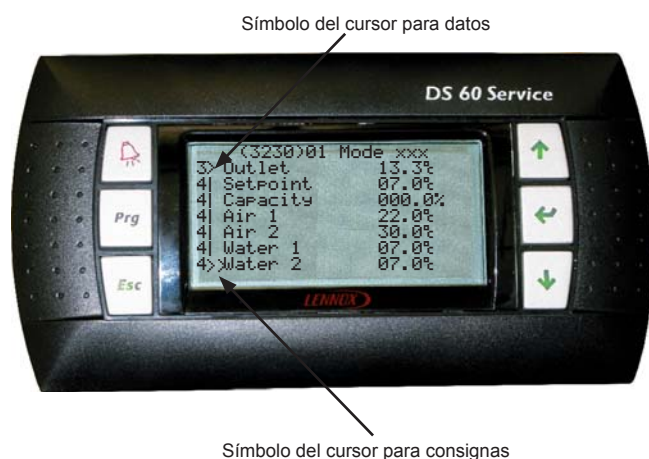 Símbolo del cursor para datos
DS 60 Service
(3230)01 Mode xxx
3> Outlet 13.3℃
4| Setpoint 07.0℃
4| Capacity 000.0%
4| Air 1 22.0℃
4| Air 2 30.0℃
4| Water 1 07.0℃
4>>Water 2 07.0℃
Prg
Esc
LENNOX
Símbolo del cursor para consignas